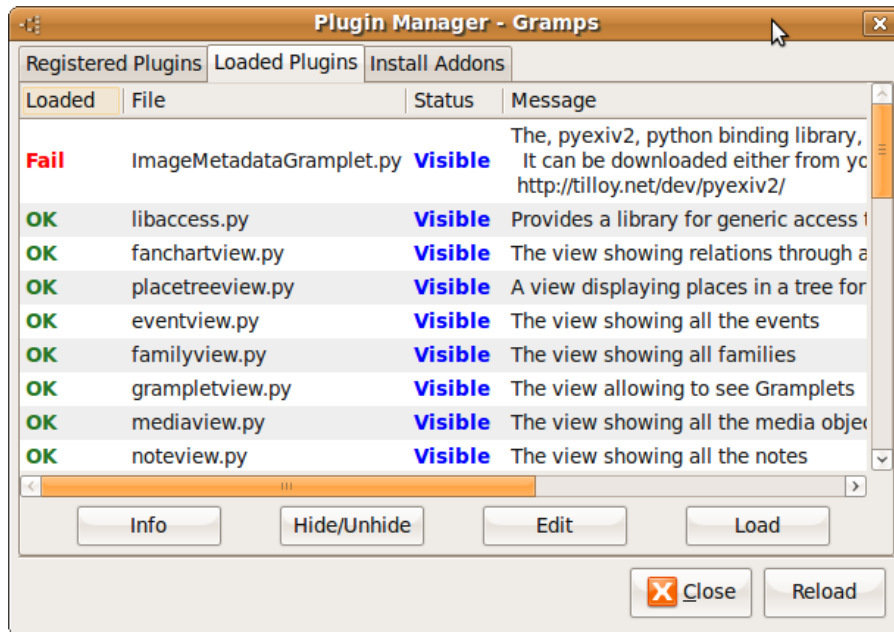 Plugin Manager - Gramps
Registered Plugins Loaded Plugins Install Addons
Loaded File Status Message
The, pyexiv2, python binding library,
Fail ImageMetadataGramplet.py Visible It can be downloaded either from yo
http://tilloy.net/dev/pyexiv2/
OK libaccess.py Visible Provides a library for generic access t
OK fanchartview.py Visible The view showing relations through a
OK placetreeview.py Visible A view displaying places in a tree for
OK eventview.py Visible The view showing all the events
OK familyview.py Visible The view showing all families
OK grampletview.py Visible The view allowing to see Gramplets
OK mediaview.py Visible The view showing all the media objec
OK noteview.py Visible The view showing all the notes
Info Hide/Unhide Edit Load
Close Reload